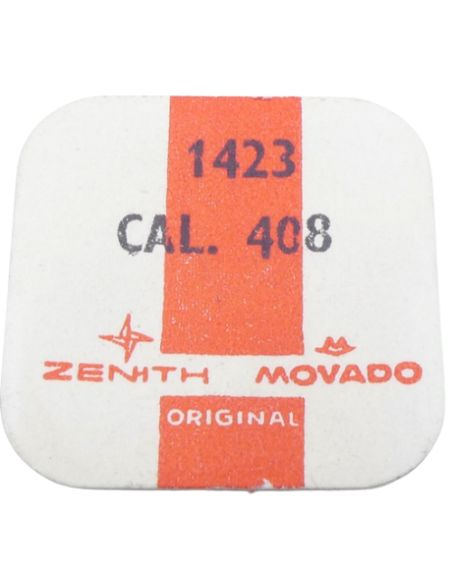 1423
CAL. 408
ZENITH MOVADO
ORIGINAL